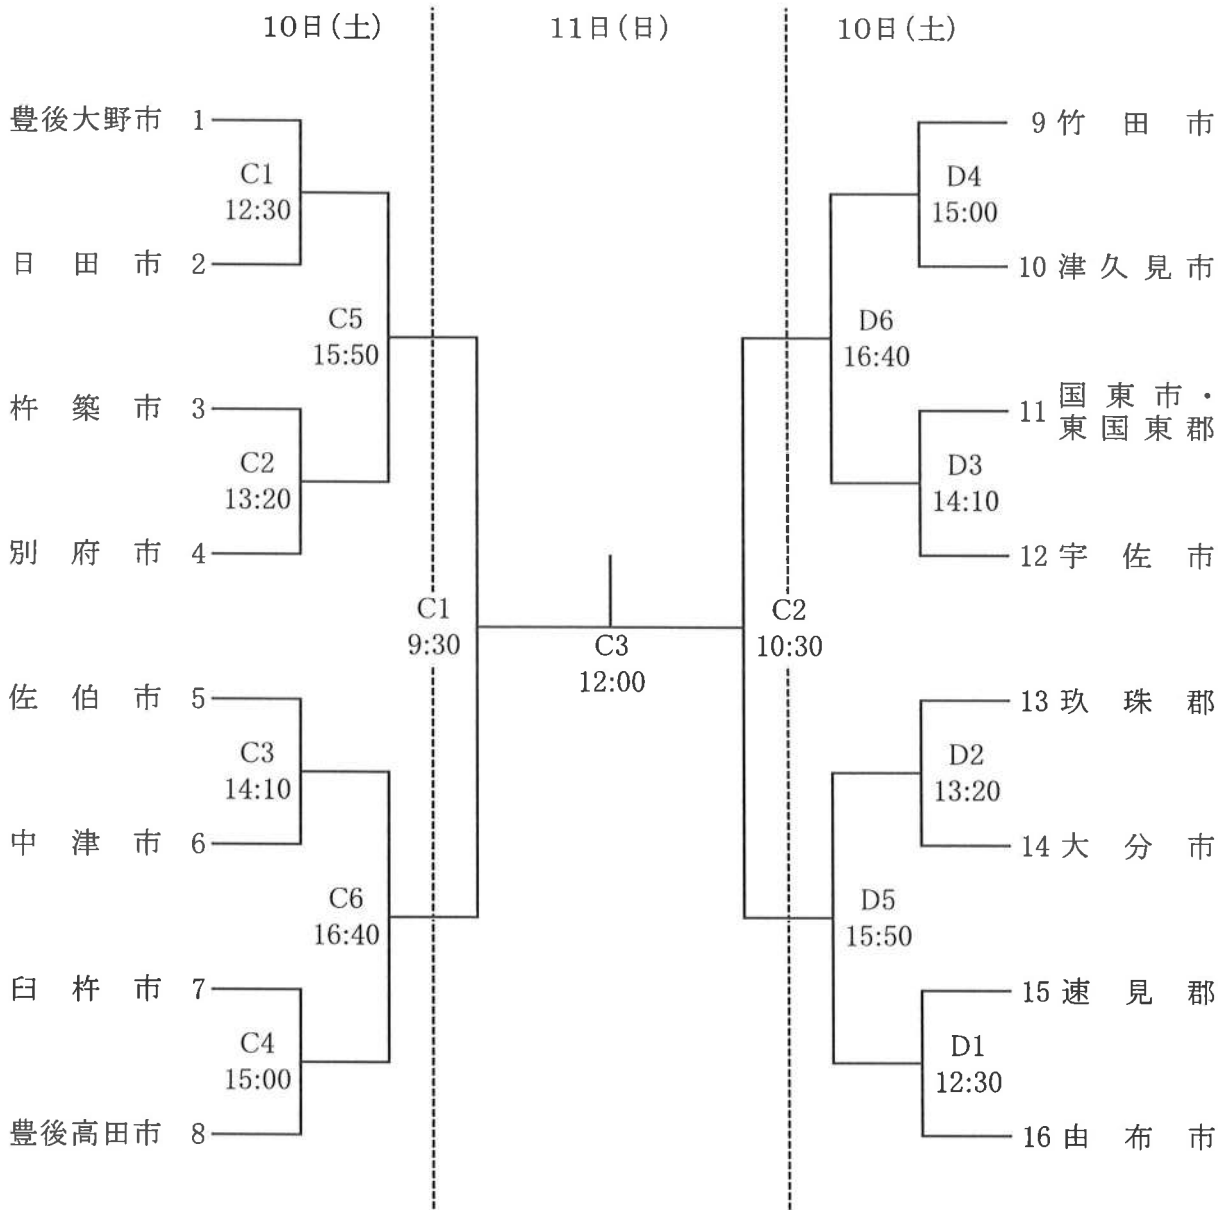 10日(土) 11日(日) 10日(土)
豊後大野市 1
C1
12:30
日田市 2
C5
15:50
杵築市 3
C2
13:20
別府市 4
C1
9:30
佐伯市 5
C3
14:10
中津市 6
C6
16:40
臼杵市 7
C4
15:00
豊後高田市 8
C3
12:00
9 竹田市
D4
15:00
10 津久見市
D6
16:40
11 国東市・
東国東郡
D3
14:10
12 宇佐市
C2
10:30
13 玖珠郡
D2
13:20
14 大分市
D5
15:50
15 速見郡
D1
12:30
16 由布市